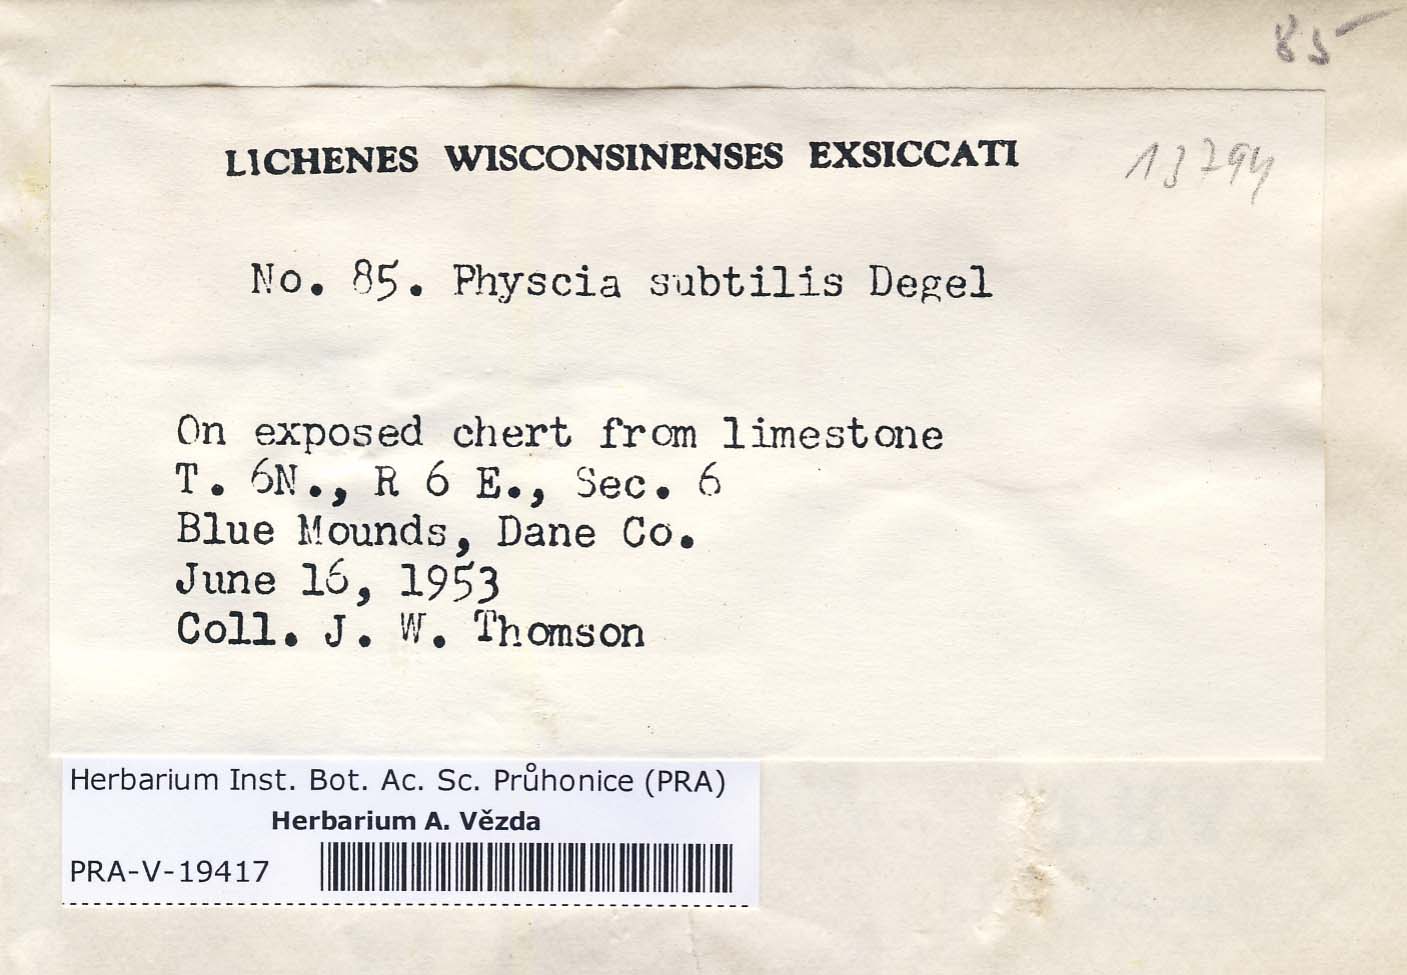 85
LICHENES WISCONSINENSES EXSICCATI
13794
No. 85. Physcia subtilis Degel
On exposed chert from limestone
T. 6N., R 6 E., Sec. 6
Blue Mounds, Dane Co.
June 16, 1953
Coll. J. W. Thomson
Herbarium Inst. Bot. Ac. Sc. Průhonice (PRA)
Herbarium A. Vězda
PRA-V-19417